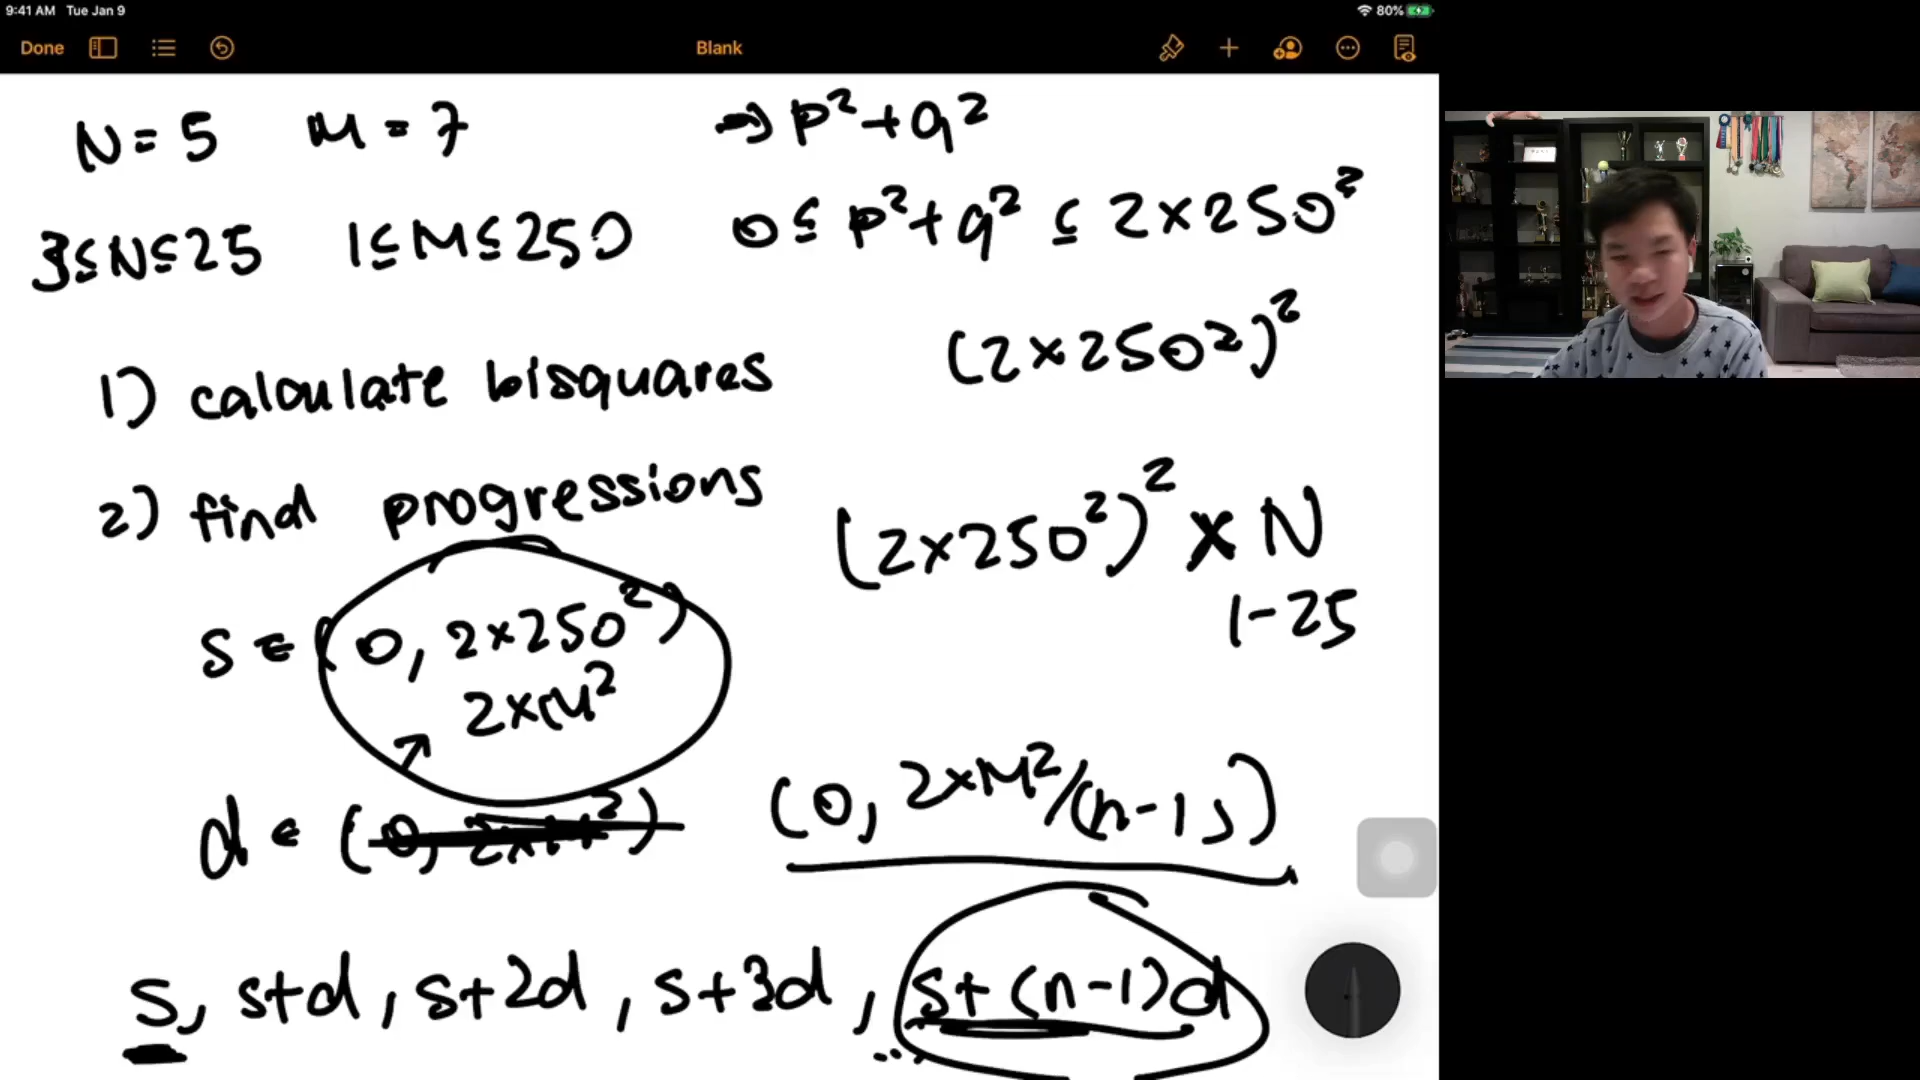 9:41 AM Tue Jan 9
80%
Done
Blank
N = 5 M = 7 → p² + q²
3 ≤ N ≤ 25 1 ≤ M ≤ 250 0 ≤ p² + q² ≤ 2 × 250²
(2 × 250²)²
1) calculate bisquares
2) find progressions
(2 × 250²)² × N
1 - 25
s ∈ (0, 2 × 250²)
2 × M²
d ∈ (0, 2 × M²) (0, 2 × M² / (n - 1))
s, s + d, s + 2d, s + 3d, ... s + (n - 1) d